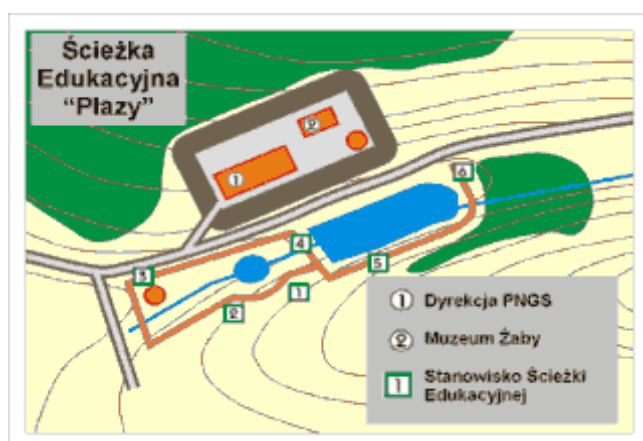 Ścieżka
Edukacyjna
"Płazy"
2
1
6
4
3
5
1
2
1 Dyrekcja PNGS
2 Muzeum Żaby
1 Stanowisko Ścieżki
Edukacyjnej